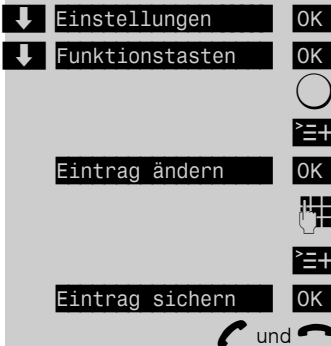 Einstellungen OK
Funktionstasten OK
Eintrag ändern OK
Eintrag sichern OK
und